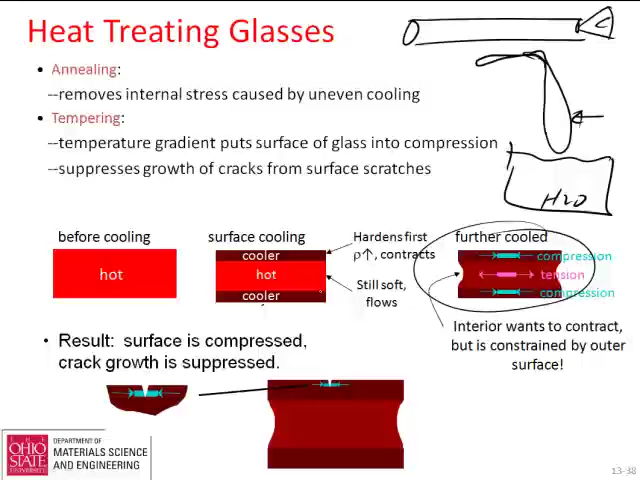 Heat Treating Glasses
• Annealing:
--removes internal stress caused by uneven cooling
• Tempering:
--temperature gradient puts surface of glass into compression
--suppresses growth of cracks from surface scratches
H2O
before cooling
hot
surface cooling
cooler
hot
cooler
Hardens first
ρ↑, contracts
Still soft,
flows
further cooled
compression
tension
compression
Interior wants to contract,
but is constrained by outer
surface!
• Result: surface is compressed,
crack growth is suppressed.
THE
OHIO
STATE
UNIVERSITY
DEPARTMENT OF
MATERIALS SCIENCE
AND ENGINEERING
13-38